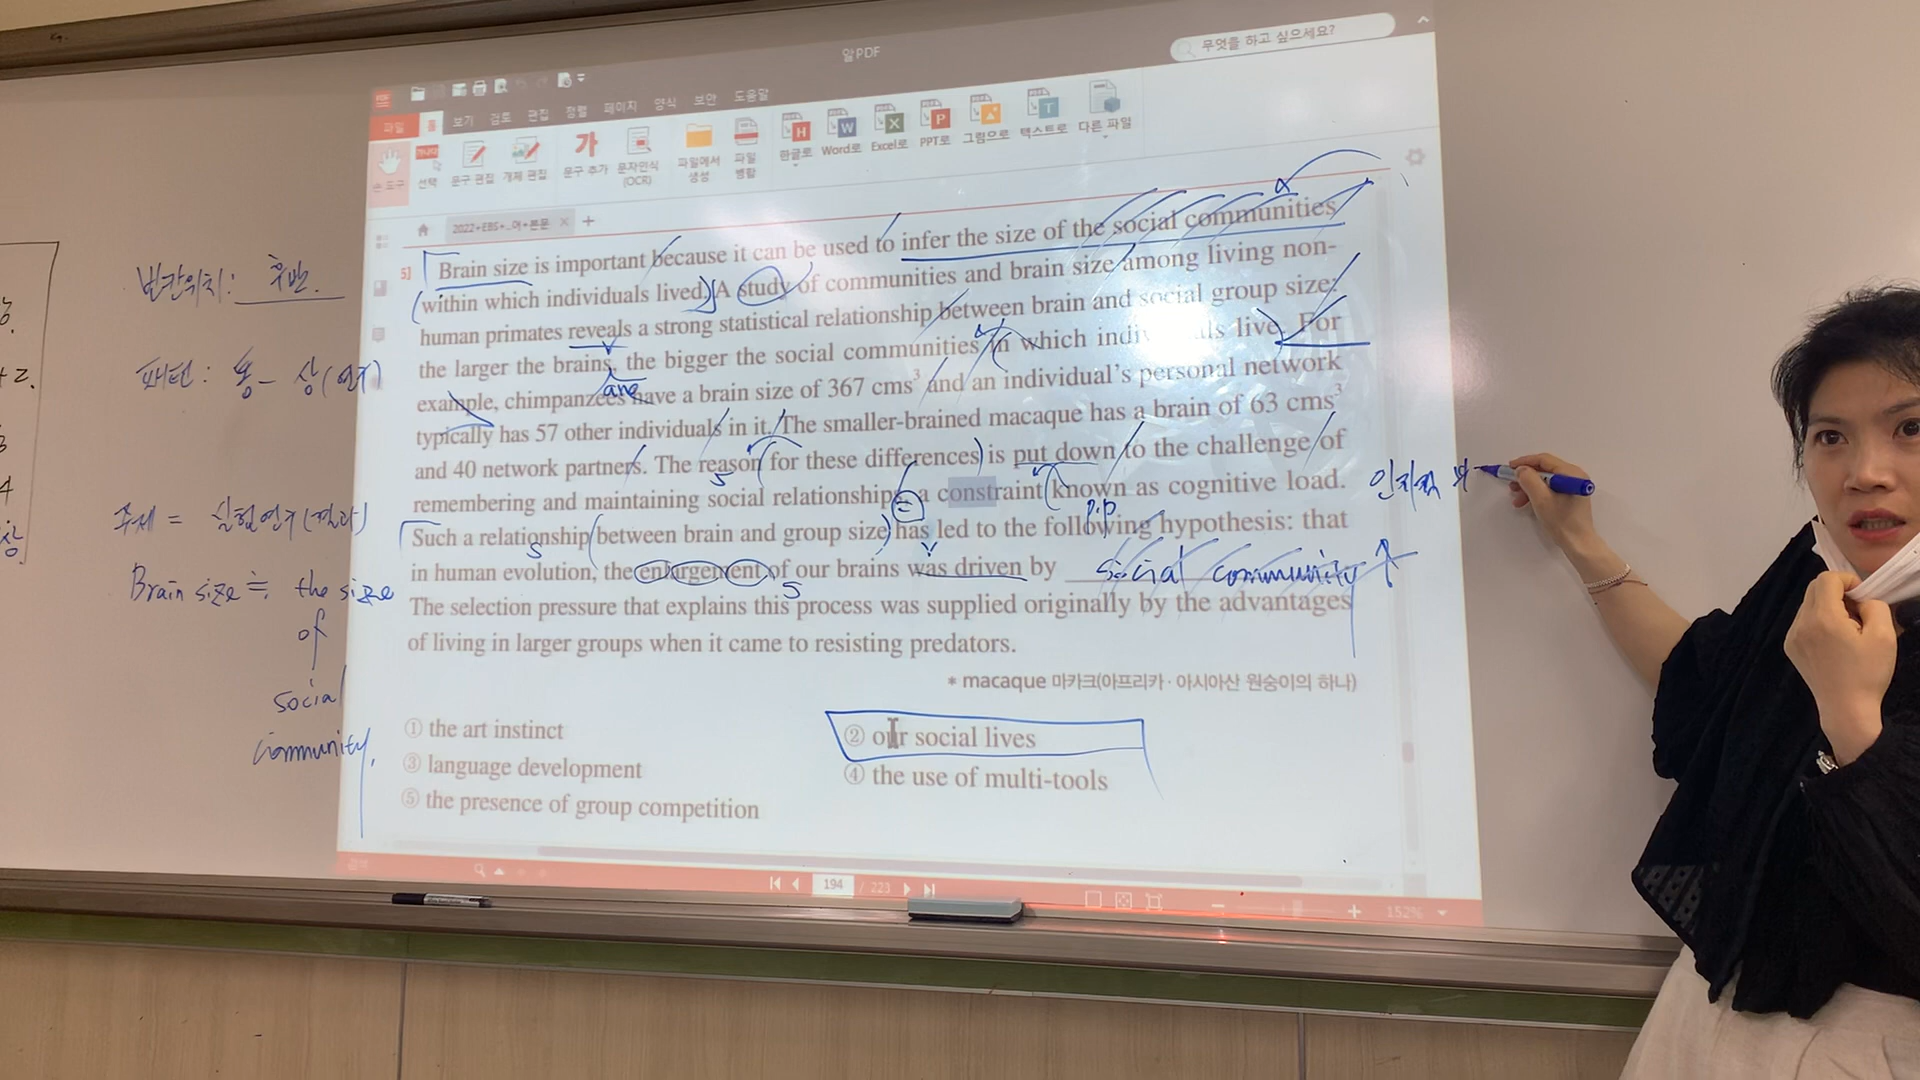 알PDF
무엇을 하고 싶으세요?
파일 홈 보기 검토 편집 정렬 페이지 양식 보안 도움말
손 도구
선택
문구 편집
개체 편집
가
문구 추가
문자인식
(OCR)
파일에서
생성
파일
병합
한글로
Word로
Excel로
PPT로
그림으로
텍스트로
다른 파일
2022+EBS+...어+본문
5] Brain size is important because it can be used to infer the size of the social communities
within which individuals lived. A study of communities and brain size among living non-
human primates reveals a strong statistical relationship between brain and social group size:
the larger the brains, the bigger the social communities in which live. For
are
example, chimpanzees have a brain size of 367 cms³ and an individual's personal network
typically has 57 other individuals in it. The smaller-brained macaque has a brain of 63 cms³
and 40 network partners. The reason for these differences is put down to the challenge of
S
remembering and maintaining social relationships a constraint known as cognitive load.
p.p
Such a relationship between brain and group size has led to the following hypothesis: that
S
in human evolution, the enlargement of our brains was driven by social community ↑
S
The selection pressure that explains this process was supplied originally by the advantages
of living in larger groups when it came to resisting predators.
* macaque 마카크(아프리카·아시아산 원숭이의 하나)
① the art instinct
② our social lives
③ language development
④ the use of multi-tools
⑤ the presence of group competition
194 / 223
152%
빈칸위치: 후반.
패턴: 통-상(연구)
주제 = 실험연구(결과)
Brain size ≒ the size
of
social
community.
인지적